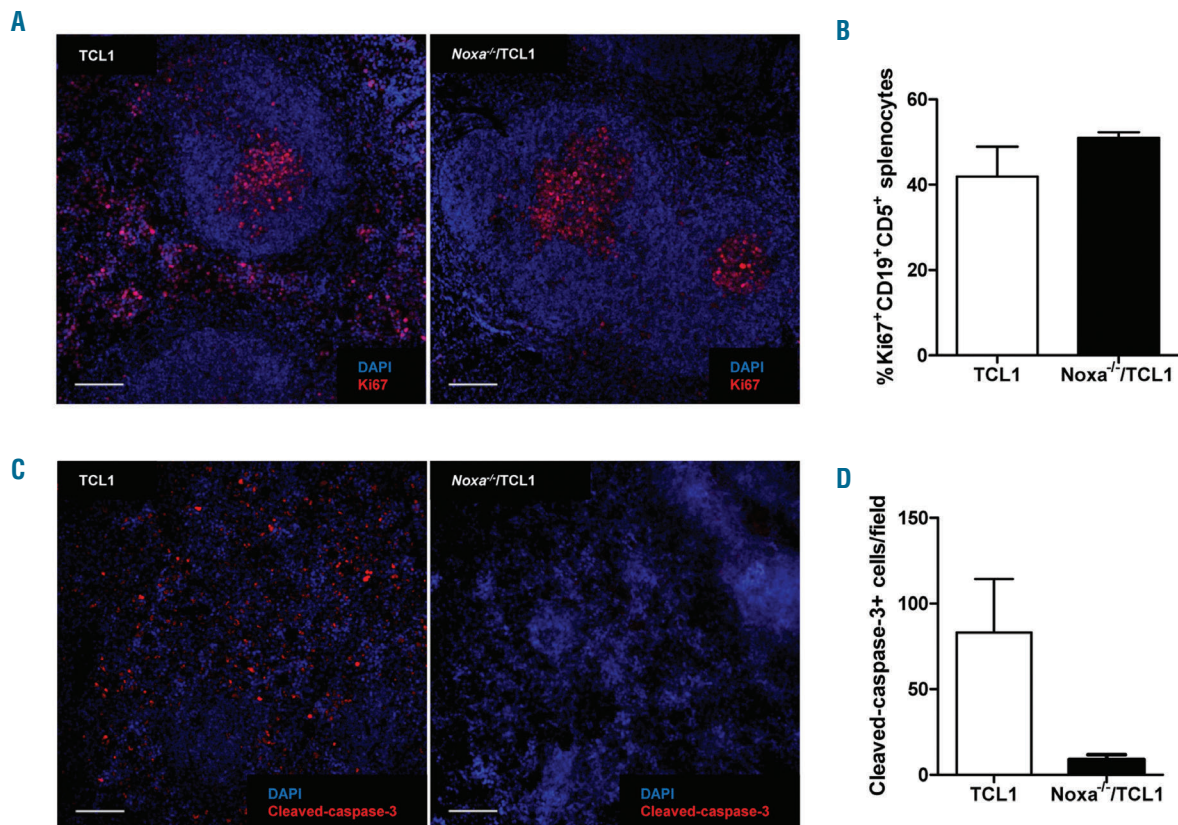 A
TCL1
Noxa-/-/TCL1
DAPI
Ki67
DAPI
Ki67
B
%Ki67+CD19+CD5+ splenocytes
60
40
20
0
TCL1
Noxa-/-/TCL1
C
TCL1
Noxa-/-/TCL1
DAPI
Cleaved-caspase-3
DAPI
Cleaved-caspase-3
D
Cleaved-caspase-3+ cells/field
150
100
50
0
TCL1
Noxa-/-/TCL1